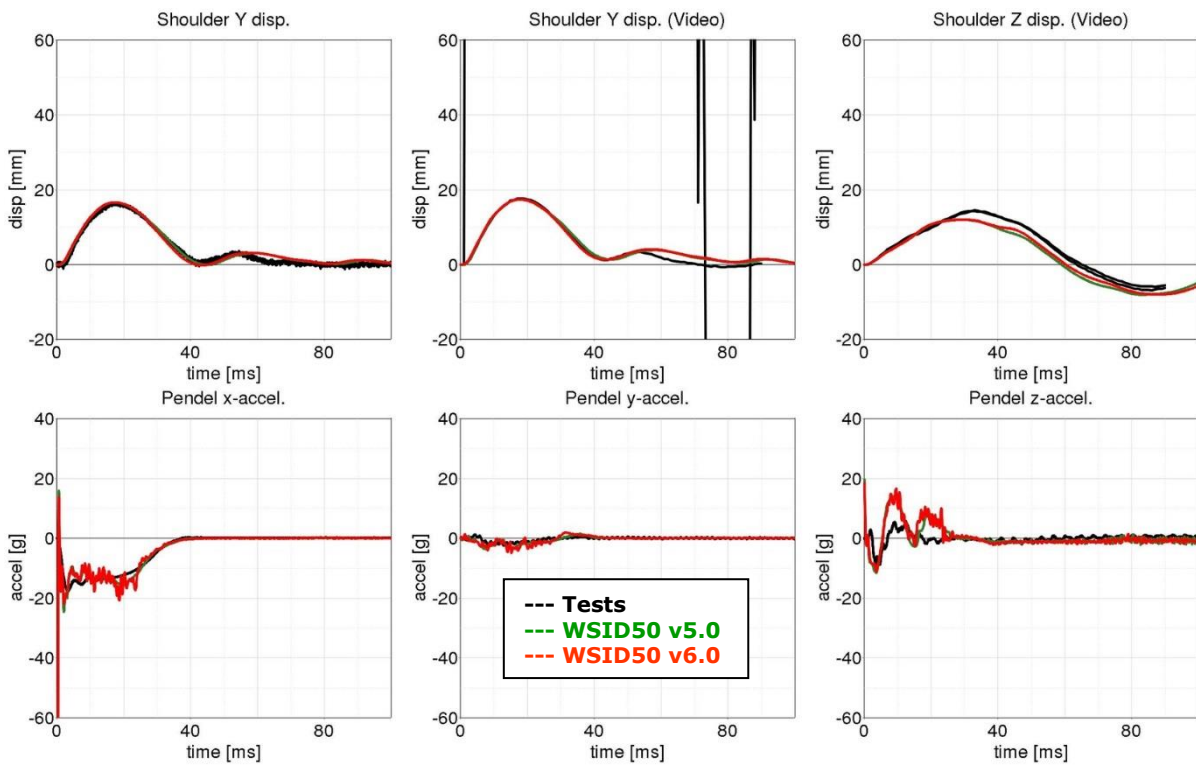 Shoulder Y disp.
Shoulder Y disp. (Video)
Shoulder Z disp. (Video)
60
40
20
0
-20
disp [mm]
0
40
80
time [ms]
60
40
20
0
-20
disp [mm]
0
40
80
time [ms]
60
40
20
0
-20
disp [mm]
0
40
80
time [ms]
Pendel x-accel.
Pendel y-accel.
Pendel z-accel.
40
20
0
-20
-40
-60
accel [g]
0
40
80
time [ms]
40
20
0
-20
-40
-60
accel [g]
0
40
80
time [ms]
40
20
0
-20
-40
-60
accel [g]
0
40
80
time [ms]
--- Tests
--- WSID50 v5.0
--- WSID50 v6.0